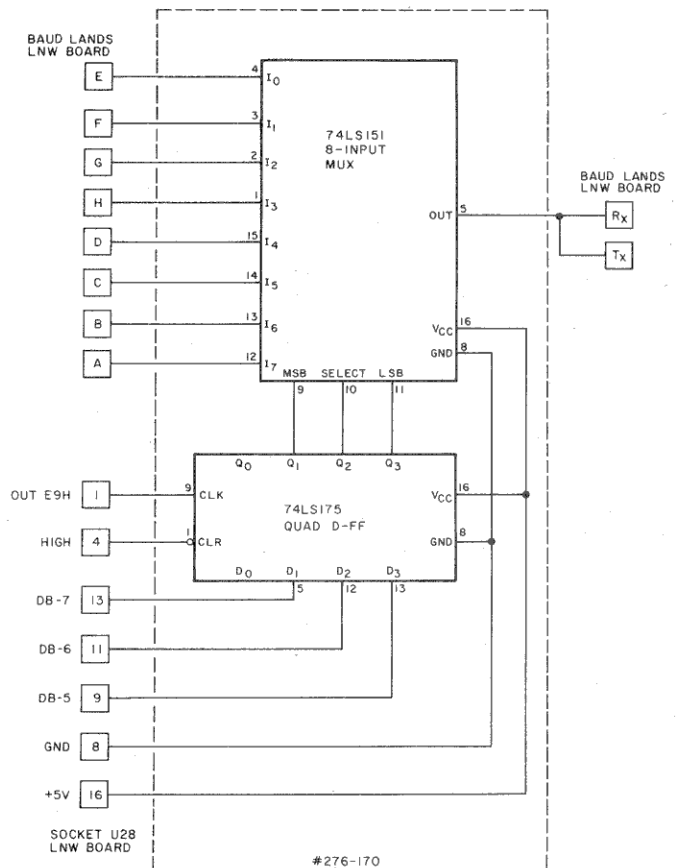 BAUD LANDS
LNW BOARD
E 4 I0
F 3 I1
G 2 I2
H 1 I3
D 15 I4
C 14 I5
B 13 I6
A 12 I7
74LS151
8-INPUT
MUX
OUT 5
BAUD LANDS
LNW BOARD
RX
TX
VCC 16
GND 8
MSB SELECT LSB
9 10 11
Q0 Q1 Q2 Q3
OUT E9H 1 9 CLK
HIGH 4 1 CLR
74LS175
QUAD D-FF
VCC 16
GND 8
D0 D1 D2 D3
5 12 13
DB-7 13
DB-6 11
DB-5 9
GND 8
+5V 16
SOCKET U28
LNW BOARD
#276-170